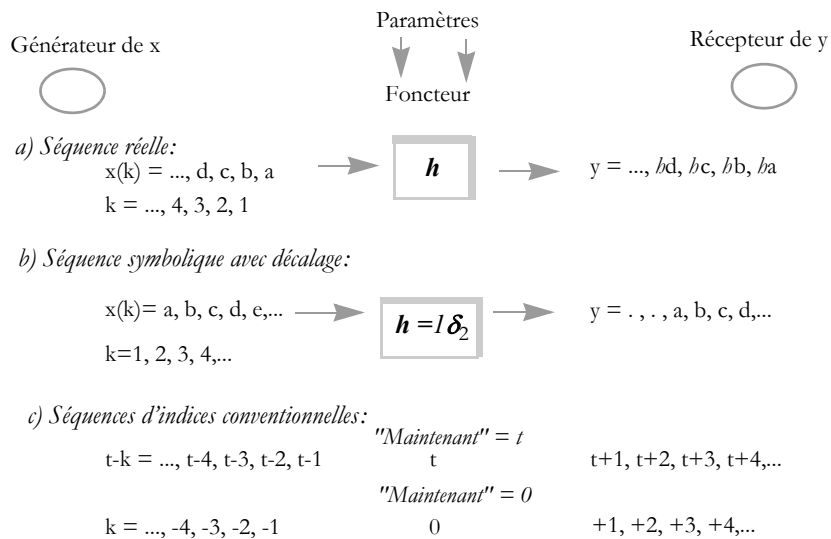 Paramètres
Générateur de x
Récepteur de y
Foncteur
a) Séquence réelle:
x(k) = ..., d, c, b, a
h
y = ..., hd, hc, hb, ha
k = ..., 4, 3, 2, 1
b) Séquence symbolique avec décalage:
x(k)= a, b, c, d, e,...
h =1δ₂
y = . , . , a, b, c, d,...
k=1, 2, 3, 4,...
c) Séquences d'indices conventionnelles:
"Maintenant" = t
t-k = ..., t-4, t-3, t-2, t-1 t t+1, t+2, t+3, t+4,...
"Maintenant" = 0
k = ..., -4, -3, -2, -1 0 +1, +2, +3, +4,...